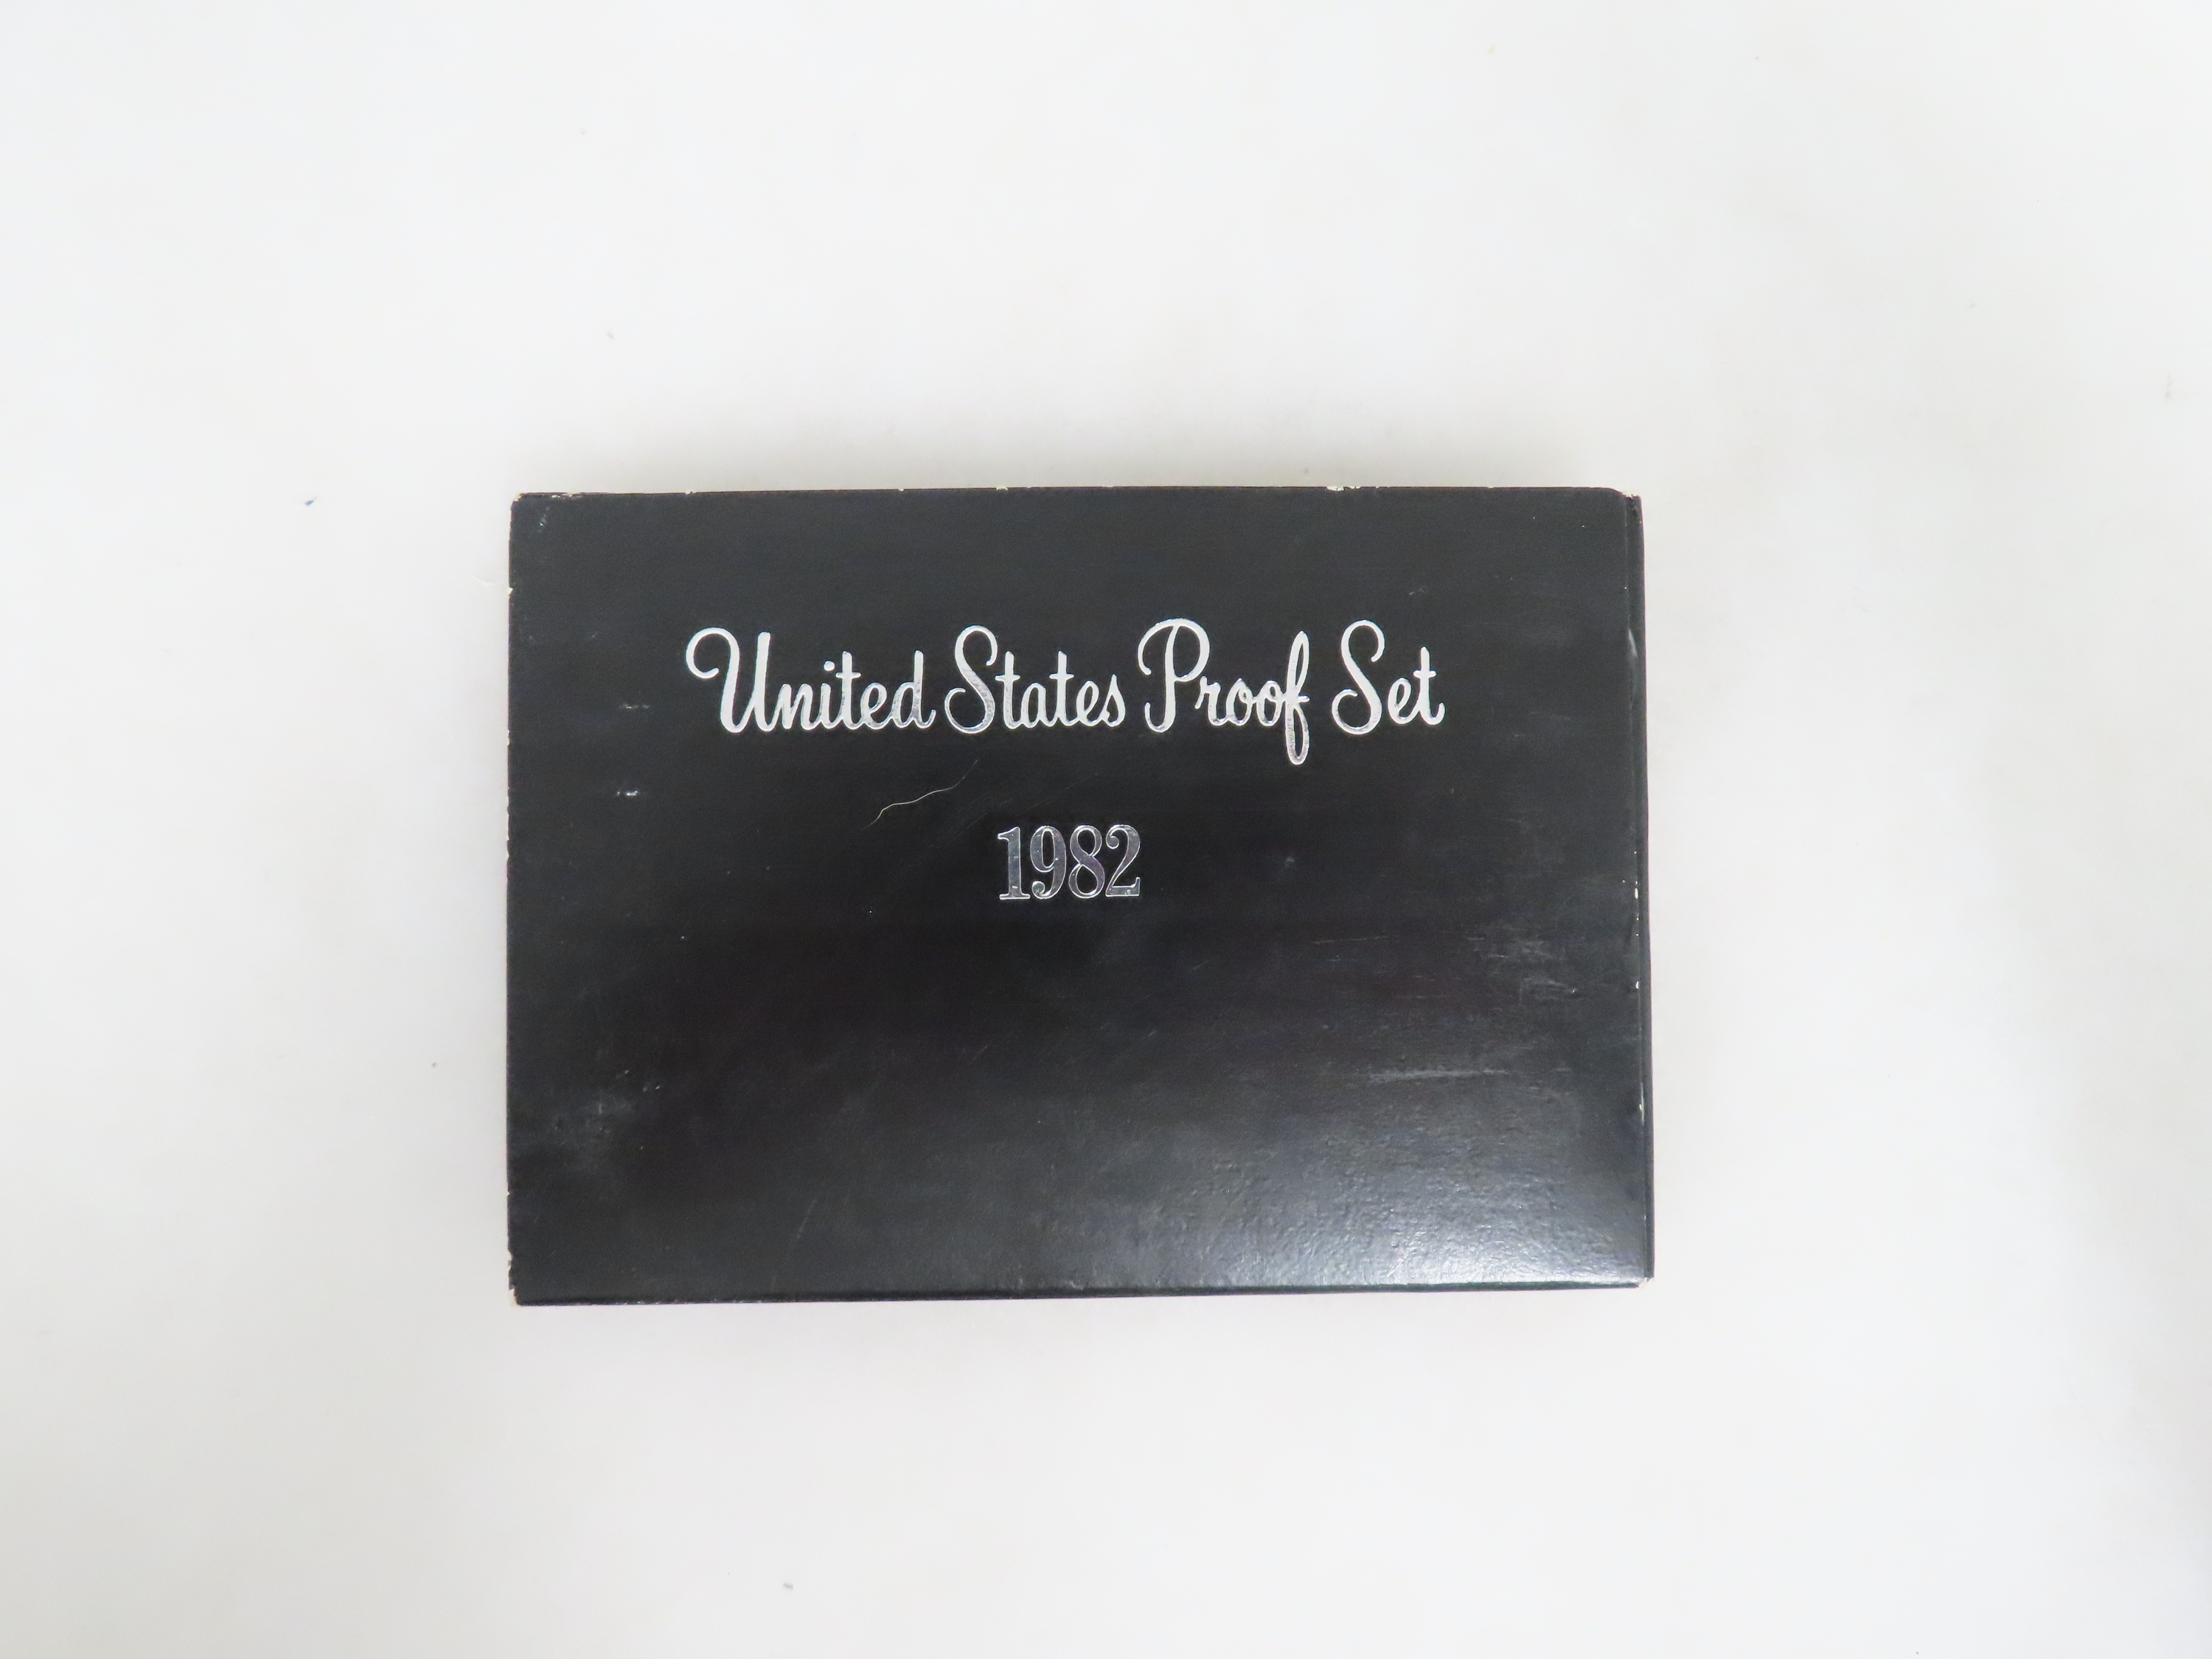 United States Proof Set
1982